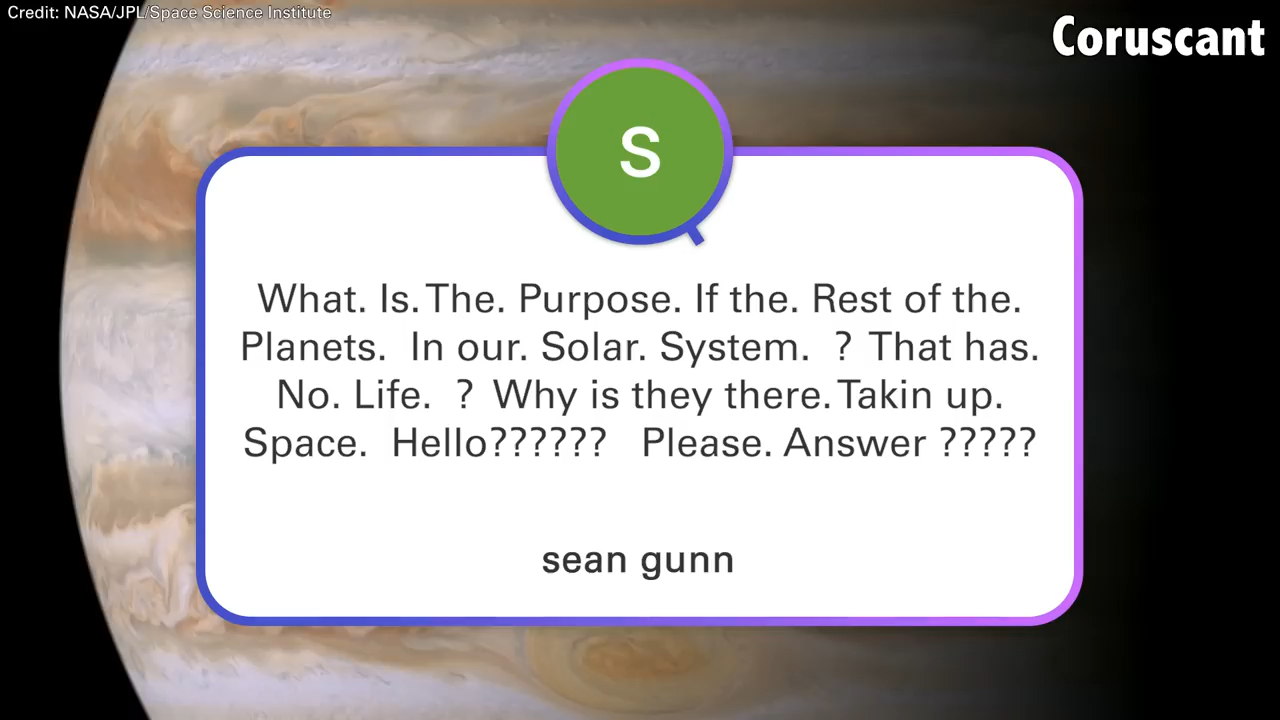 Credit: NASA/JPL/Space Science Institute
Coruscant
S
What. Is. The. Purpose. If the. Rest of the.
Planets. In our. Solar. System. ? That has.
No. Life. ? Why is they there. Takin up.
Space. Hello?????? Please. Answer ?????
sean gunn